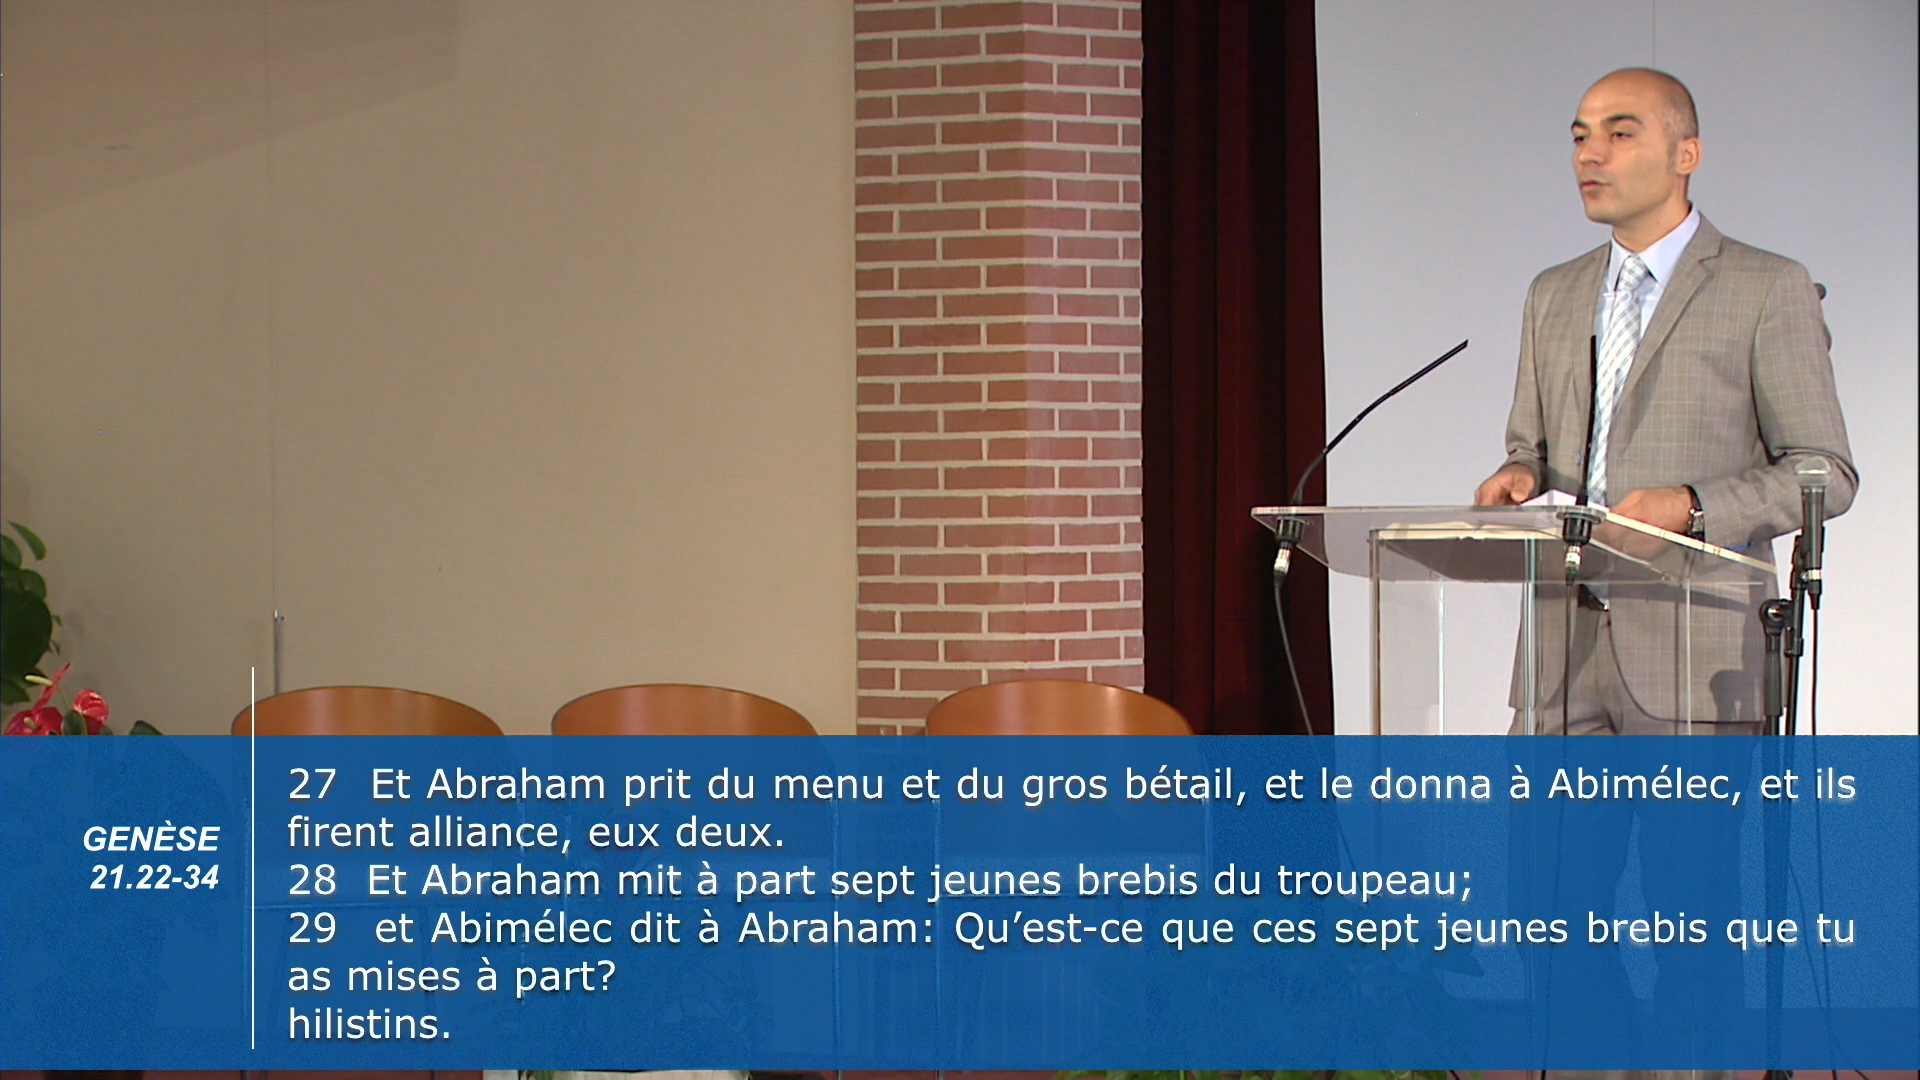 GENÈSE
21.22-34
27 Et Abraham prit du menu et du gros bétail, et le donna à Abimélec, et ils
firent alliance, eux deux.
28 Et Abraham mit à part sept jeunes brebis du troupeau;
29 et Abimélec dit à Abraham: Qu’est-ce que ces sept jeunes brebis que tu
as mises à part?
hilistins.